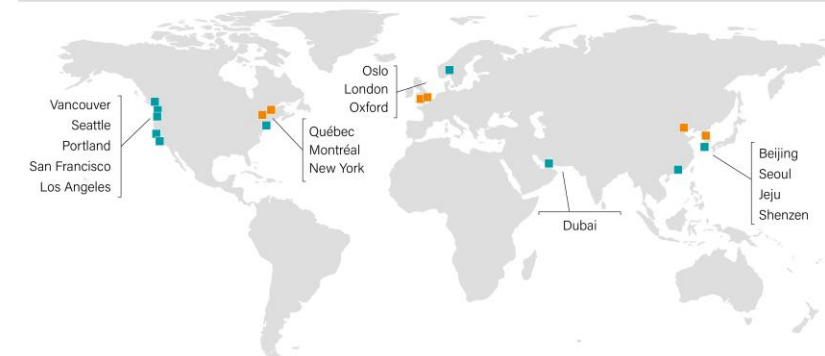 Vancouver
Seattle
Portland
San Francisco
Los Angeles
Québec
Montréal
New York
Oslo
London
Oxford
Dubai
Beijing
Seoul
Jeju
Shenzen